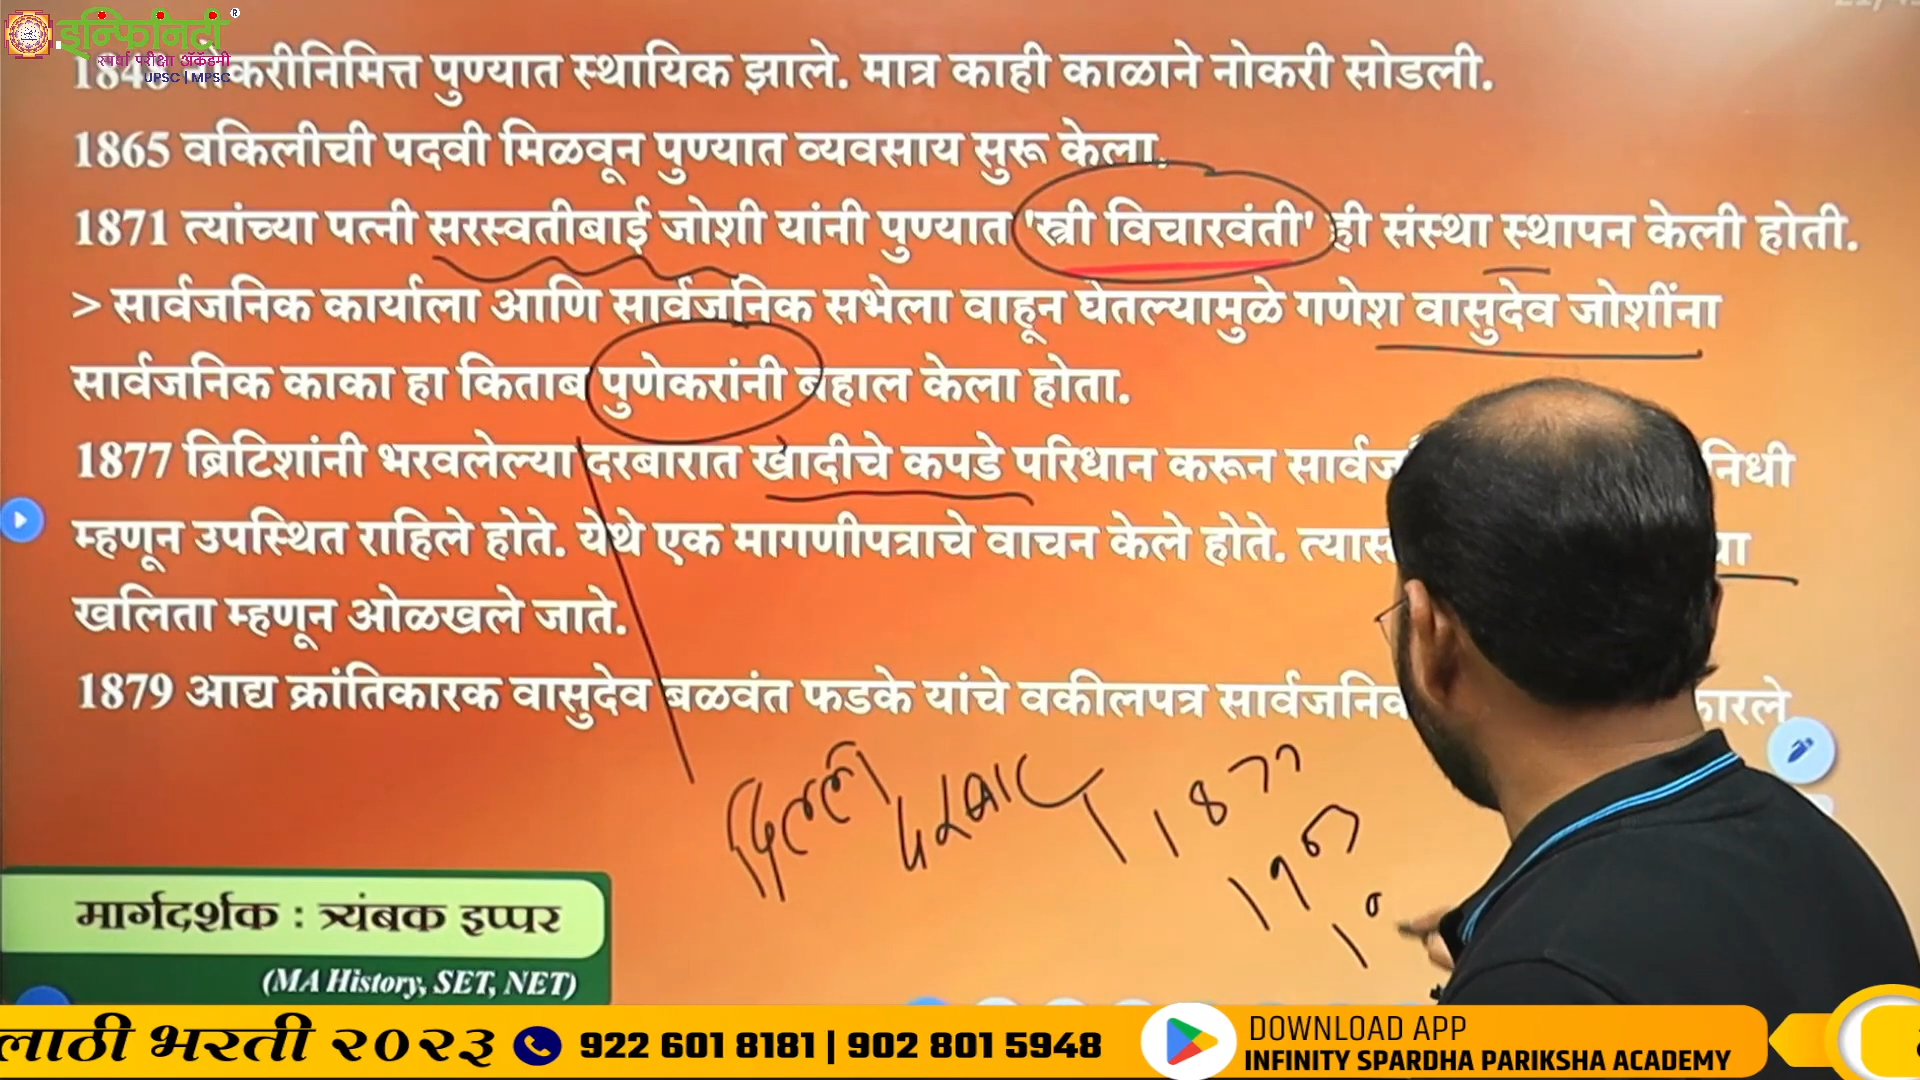 इन्फिनिटी ®
स्पर्धा परीक्षा अॅकॅडमी
UPSC | MPSC
नोकरीनिमित्त पुण्यात स्थायिक झाले. मात्र काही काळाने नोकरी सोडली.
1865 वकिलीची पदवी मिळवून पुण्यात व्यवसाय सुरू केला.
1871 त्यांच्या पत्नी सरस्वतीबाई जोशी यांनी पुण्यात 'स्त्री विचारवंती' ही संस्था स्थापन केली होती.
> सार्वजनिक कार्याला आणि सार्वजनिक सभेला वाहून घेतल्यामुळे गणेश वासुदेव जोशींना
सार्वजनिक काका हा किताब पुणेकरांनी बहाल केला होता.
1877 ब्रिटिशांनी भरवलेल्या दरबारात खादीचे कपडे परिधान करून
म्हणून उपस्थित राहिले होते. येथे एक मागणीपत्राचे वाचन केले होते.
खलिता म्हणून ओळखले जाते.
1879 आद्य क्रांतिकारक वासुदेव बळवंत फडके यांचे वकीलपत्र
दिल्ली दरबार 1877
1903
मार्गदर्शक : त्र्यंबक इप्पर
(MA History, SET, NET)
लाठी भरती २०२३ 922 601 8181 | 902 801 5948 DOWNLOAD APP
INFINITY SPARDHA PARIKSHA ACADEMY